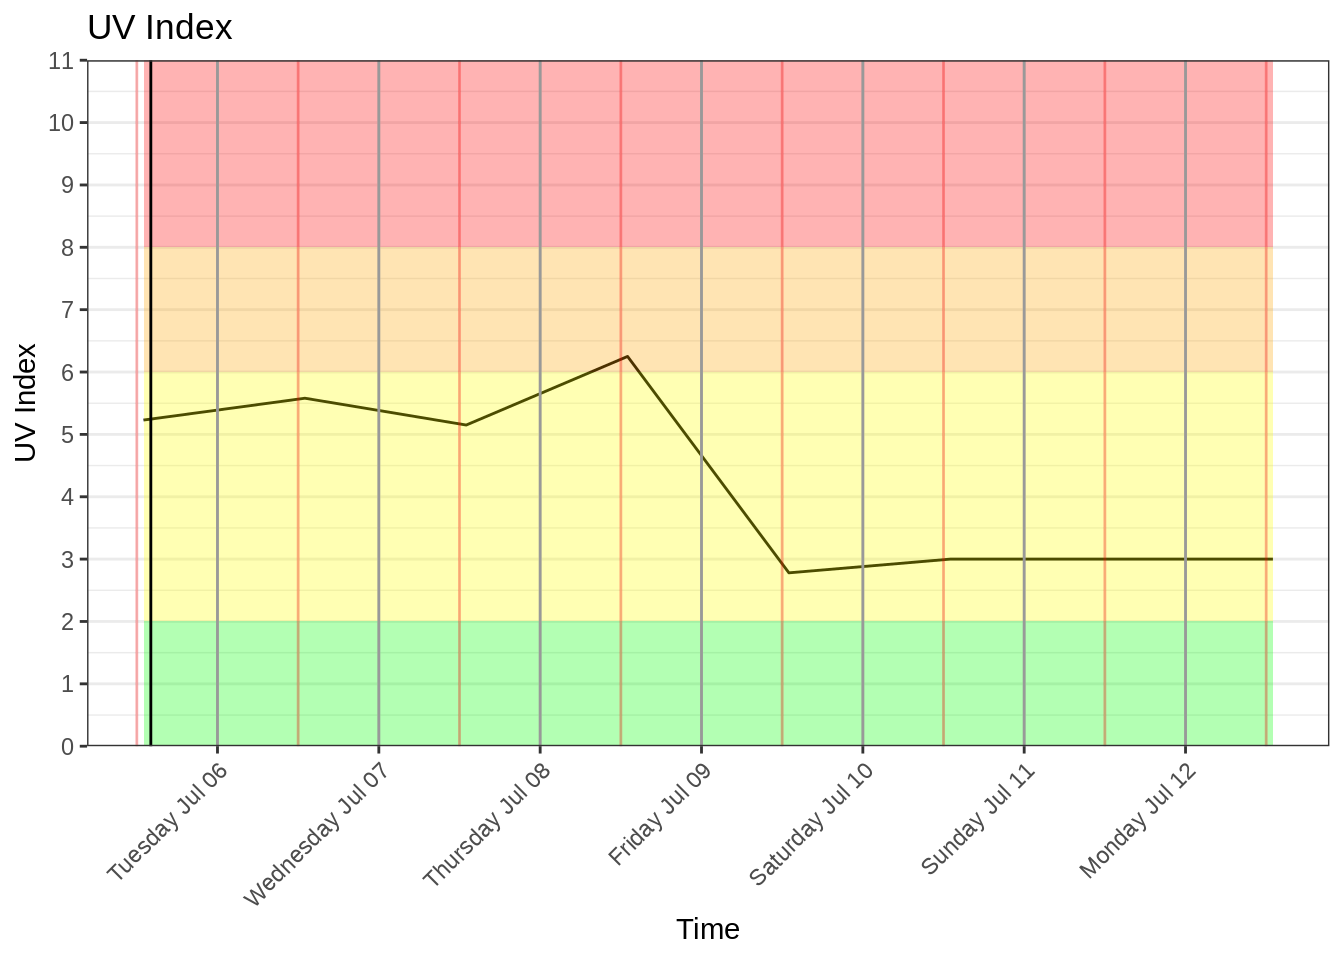 UV Index
11
10
9
8
7
6
5
4
3
2
1
0
UV Index
Tuesday Jul 06
Wednesday Jul 07
Thursday Jul 08
Friday Jul 09
Saturday Jul 10
Sunday Jul 11
Monday Jul 12
Time